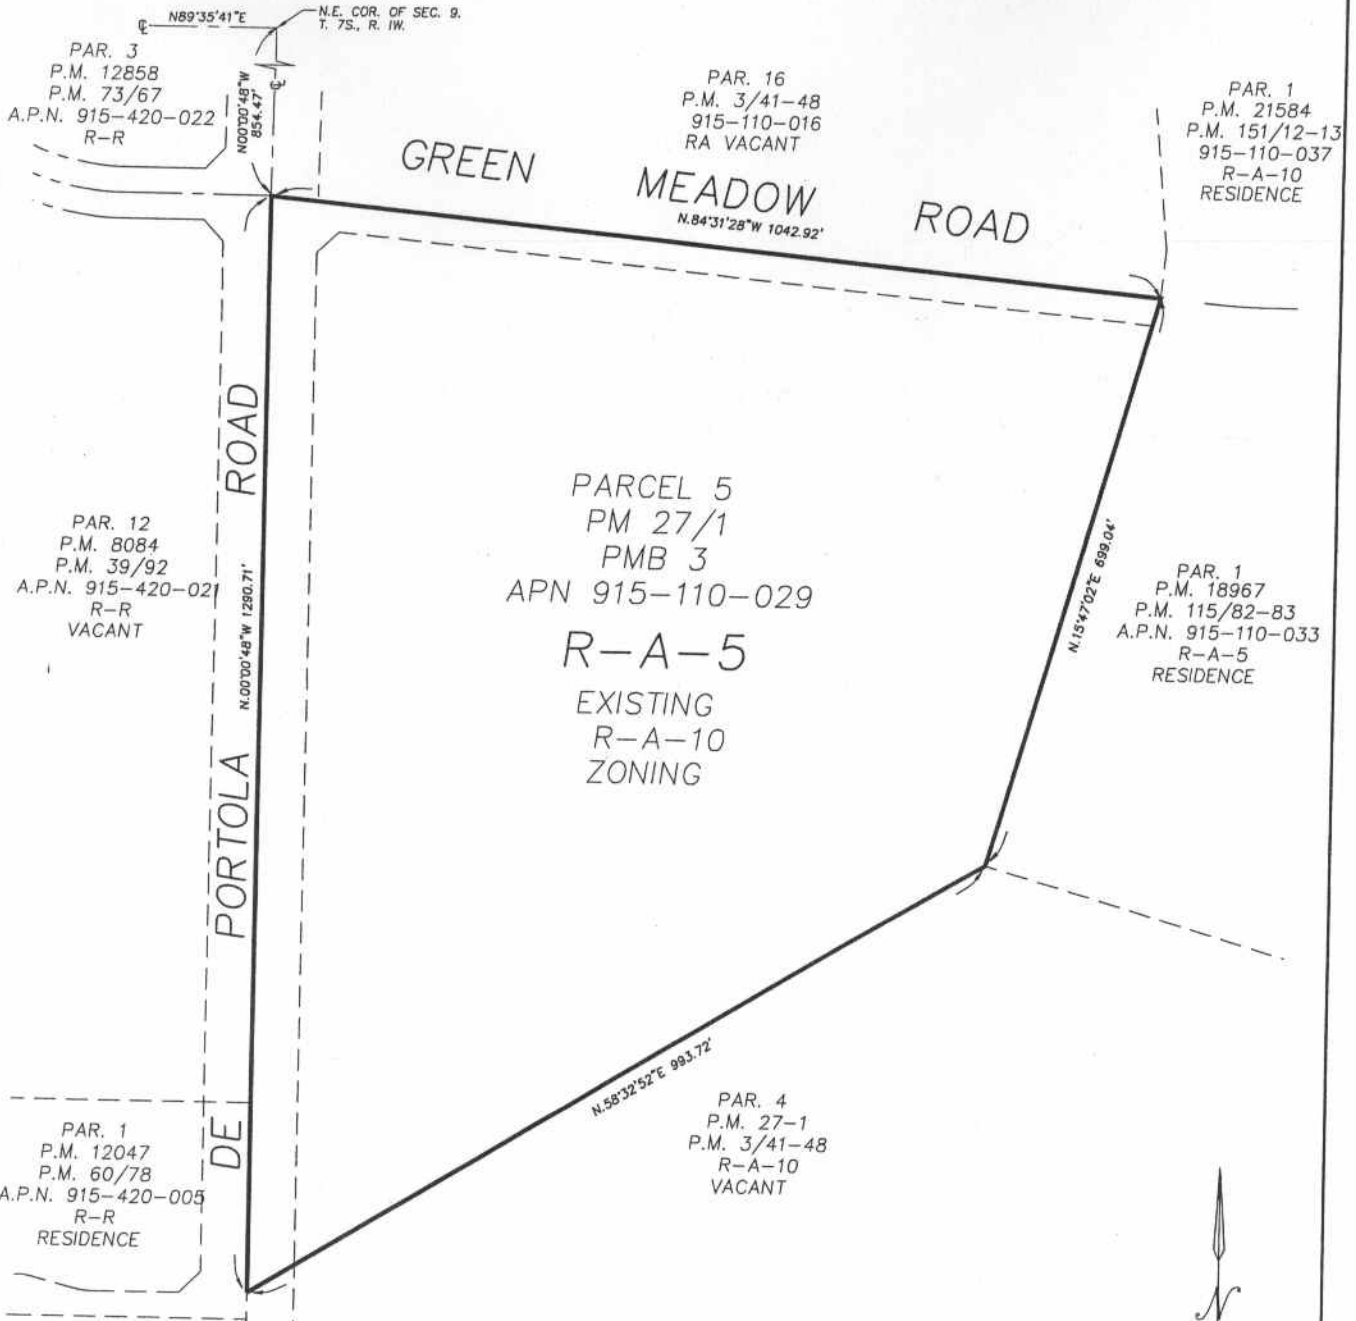 N89°35'41"E
N.E. COR. OF SEC. 9.
T. 7S., R. IW.
PAR. 3
P.M. 12858
P.M. 73/67
A.P.N. 915-420-022
R-R
N00°00'48"W
854.47'
PAR. 16
P.M. 3/41-48
915-110-016
RA VACANT
PAR. 1
P.M. 21584
P.M. 151/12-13
915-110-037
R-A-10
RESIDENCE
GREEN MEADOW ROAD
N.84°31'28"W 1042.92'
DE PORTOLA ROAD
N.00°00'48"W 1290.71'
PAR. 12
P.M. 8084
P.M. 39/92
A.P.N. 915-420-021
R-R
VACANT
PARCEL 5
PM 27/1
PMB 3
APN 915-110-029
R-A-5
EXISTING
R-A-10
ZONING
N.15°47'02"E 699.04'
PAR. 1
P.M. 18967
P.M. 115/82-83
A.P.N. 915-110-033
R-A-5
RESIDENCE
N.58°32'52"E 993.72'
PAR. 4
P.M. 27-1
P.M. 3/41-48
R-A-10
VACANT
PAR. 1
P.M. 12047
P.M. 60/78
A.P.N. 915-420-005
R-R
RESIDENCE
N